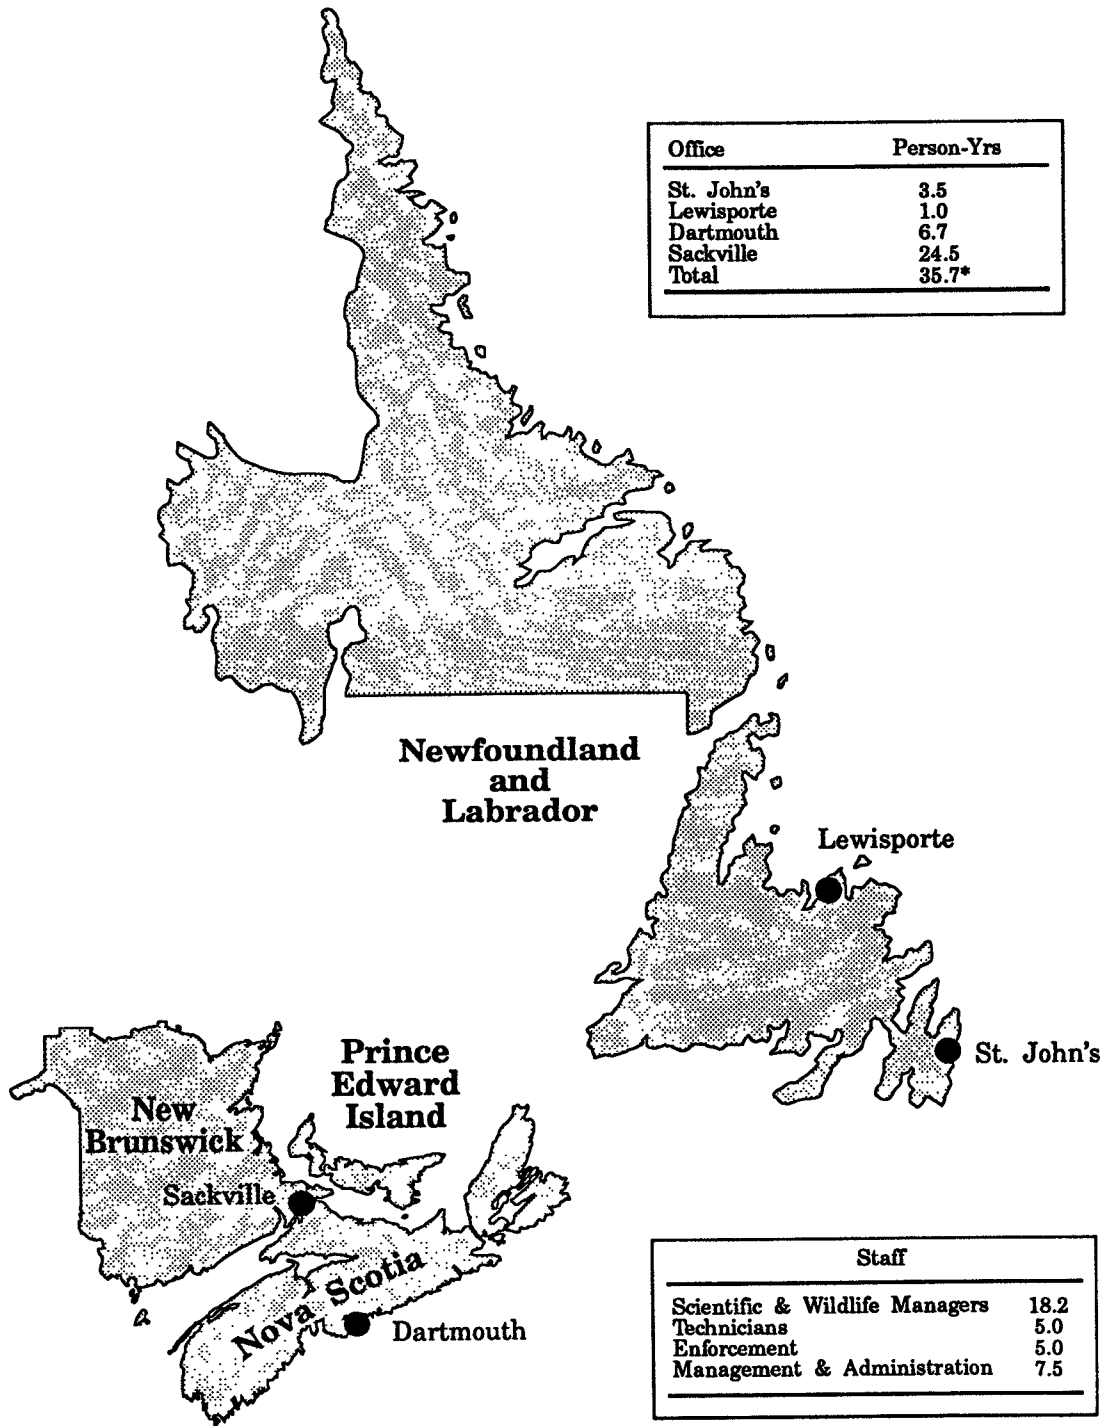 Office Person-Yrs
St. John's 3.5
Lewisporte 1.0
Dartmouth 6.7
Sackville 24.5
Total 35.7*
Newfoundland
and
Labrador
Lewisporte
St. John's
Prince
Edward
Island
New
Brunswick
Sackville
Nova Scotia
Dartmouth
Staff
Scientific & Wildlife Managers 18.2
Technicians 5.0
Enforcement 5.0
Management & Administration 7.5